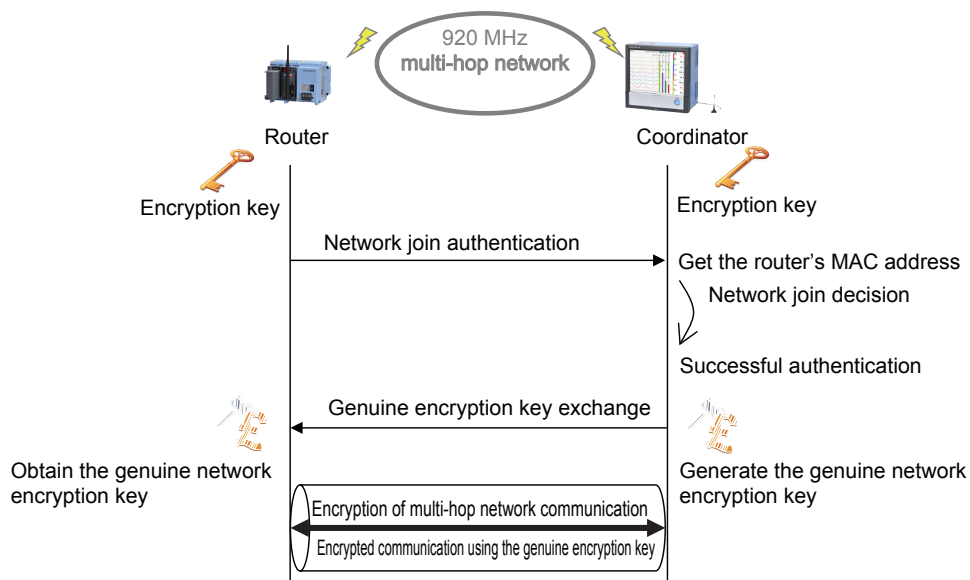 920 MHz
multi-hop network
Router
Coordinator
Encryption key
Encryption key
Network join authentication
Get the router's MAC address
Network join decision
Successful authentication
Genuine encryption key exchange
Obtain the genuine network
encryption key
Generate the genuine network
encryption key
Encryption of multi-hop network communication
Encrypted communication using the genuine encryption key